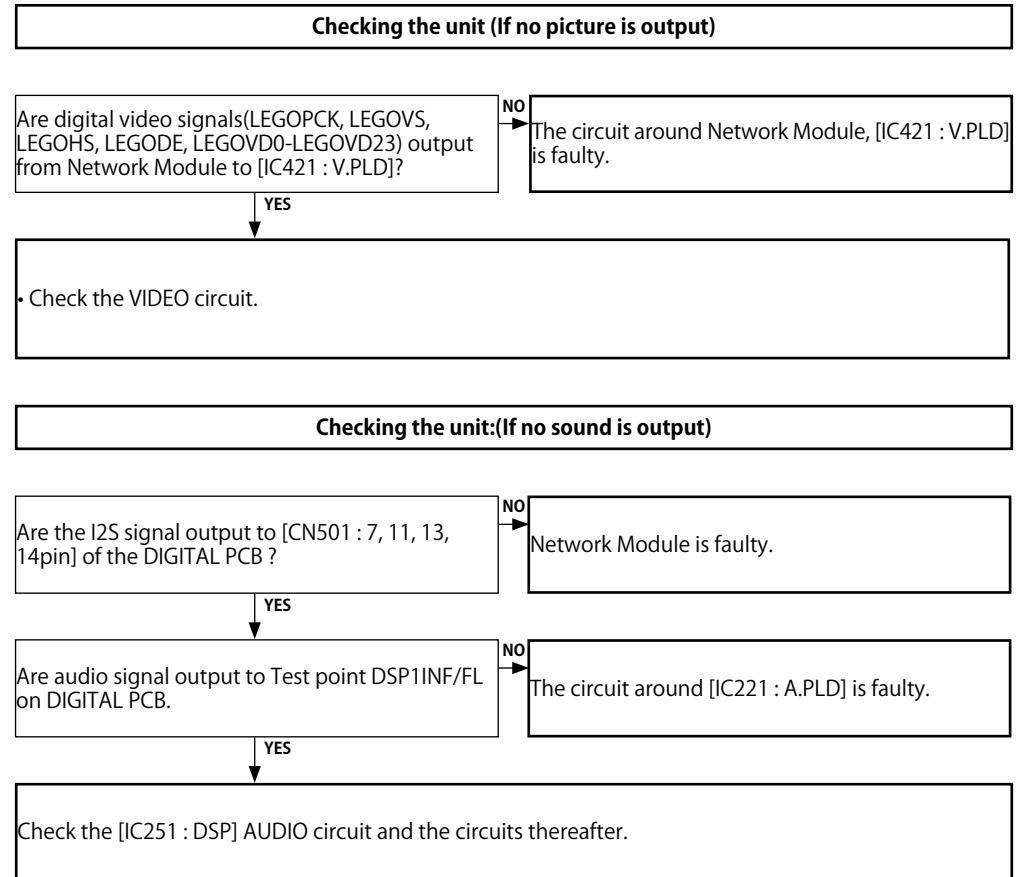 Checking the unit (If no picture is output)
Are digital video signals(LEGOPCK, LEGOVS,
LEGOHS, LEGODE, LEGOVD0-LEGOVD23) output
from Network Module to [IC421 : V.PLD]?
NO
The circuit around Network Module, [IC421 : V.PLD]
is faulty.
YES
• Check the VIDEO circuit.
Checking the unit:(If no sound is output)
Are the I2S signal output to [CN501 : 7, 11, 13,
14pin] of the DIGITAL PCB ?
NO
Network Module is faulty.
YES
Are audio signal output to Test point DSP1INF/FL
on DIGITAL PCB.
NO
The circuit around [IC221 : A.PLD] is faulty.
YES
Check the [IC251 : DSP] AUDIO circuit and the circuits thereafter.